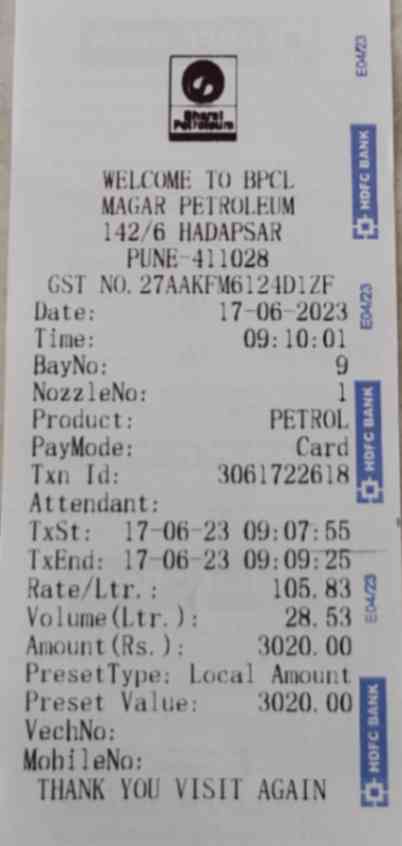 Bharat
Petroleum
WELCOME TO BPCL
MAGAR PETROLEUM
142/6 HADAPSAR
PUNE-411028
GST NO. 27AAKFM6124D1ZF
Date: 17-06-2023
Time: 09:10:01
BayNo: 9
NozzleNo: 1
Product: PETROL
PayMode: Card
Txn Id: 3061722618
Attendant:
TxSt: 17-06-23 09:07:55
TxEnd: 17-06-23 09:09:25
Rate/Ltr.: 105.83
Volume(Ltr.): 28.53
Amount(Rs.): 3020.00
PresetType: Local Amount
Preset Value: 3020.00
VechNo:
MobileNo:
THANK YOU VISIT AGAIN
E04/23
HDFC BANK
E04/23
HDFC BANK
E04/23
HDFC BANK